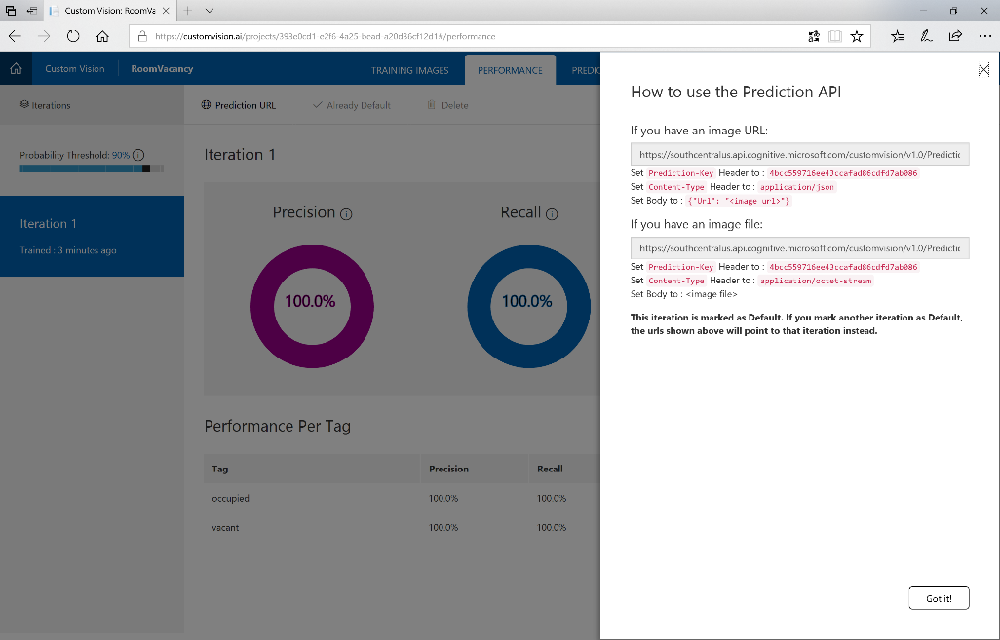 Custom Vision: RoomVa
https://customvision.ai/projects/393e0cd1-e2f6-4a25-bead-a20d36cf12d1#/performance
Custom Vision
RoomVacancy
TRAINING IMAGES
PERFORMANCE
PREDIC
Iterations
Prediction URL
Already Default
Delete
Probability Threshold: 90%
Iteration 1
Trained : 3 minutes ago
Iteration 1
Precision
Recall
100.0%
100.0%
Performance Per Tag
Tag Precision Recall
occupied 100.0% 100.0%
vacant 100.0% 100.0%
How to use the Prediction API
If you have an image URL:
https://southcentralus.api.cognitive.microsoft.com/customvision/v1.0/Predictic
Set Prediction-Key Header to : 4bcc559716ee43ccafad86cdfd7ab086
Set Content-Type Header to : application/json
Set Body to : {"Url": "<image url>"}
If you have an image file:
https://southcentralus.api.cognitive.microsoft.com/customvision/v1.0/Predictic
Set Prediction-Key Header to : 4bcc559716ee43ccafad86cdfd7ab086
Set Content-Type Header to : application/octet-stream
Set Body to : <image file>
This iteration is marked as Default. If you mark another iteration as Default,
the urls shown above will point to that iteration instead.
Got it!